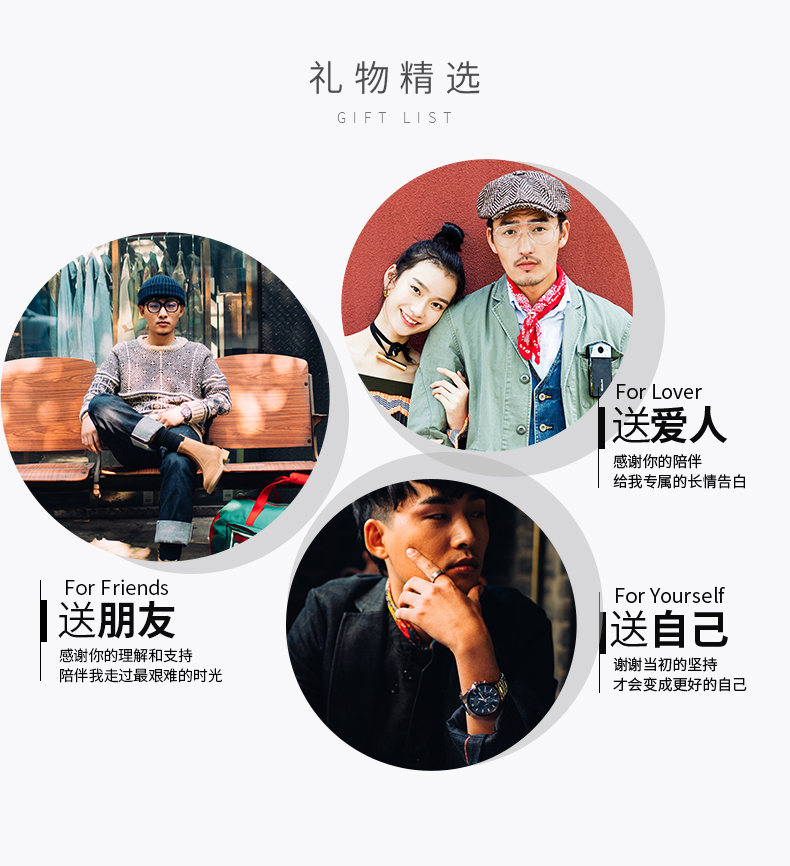 礼物精选
GIFT LIST
For Lover
送爱人
感谢你的陪伴
给我专属的长情告白
For Friends
送朋友
感谢你的理解和支持
陪伴我走过最艰难的时光
For Yourself
送自己
谢谢当初的坚持
才会变成更好的自己